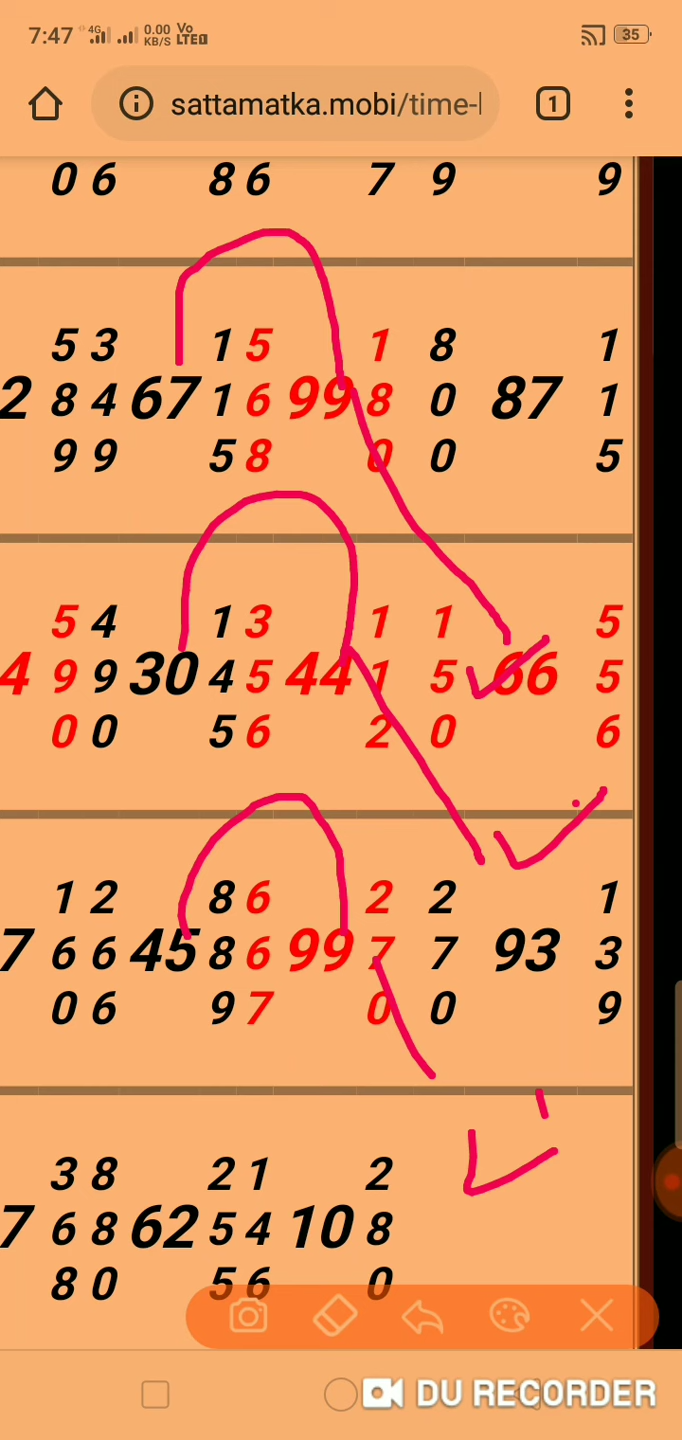 7:47 4G 0.00 KB/S Vo LTE 35
sattamatka.mobi/time-l 1
0 6 8 6 7 9 9
5 3 1 5 1 8 1
2 8 4 67 1 6 99 8 0 87 1
9 9 5 8 0 0 5
5 4 1 3 1 1 5
4 9 9 30 4 5 44 1 5 66 5
0 0 5 6 2 0 6
1 2 8 6 2 2 1
7 6 6 45 8 6 99 7 7 93 3
0 6 9 7 0 0 9
3 8 2 1 2
7 6 8 62 5 4 10 8
8 0 5 6 0
DU RECORDER